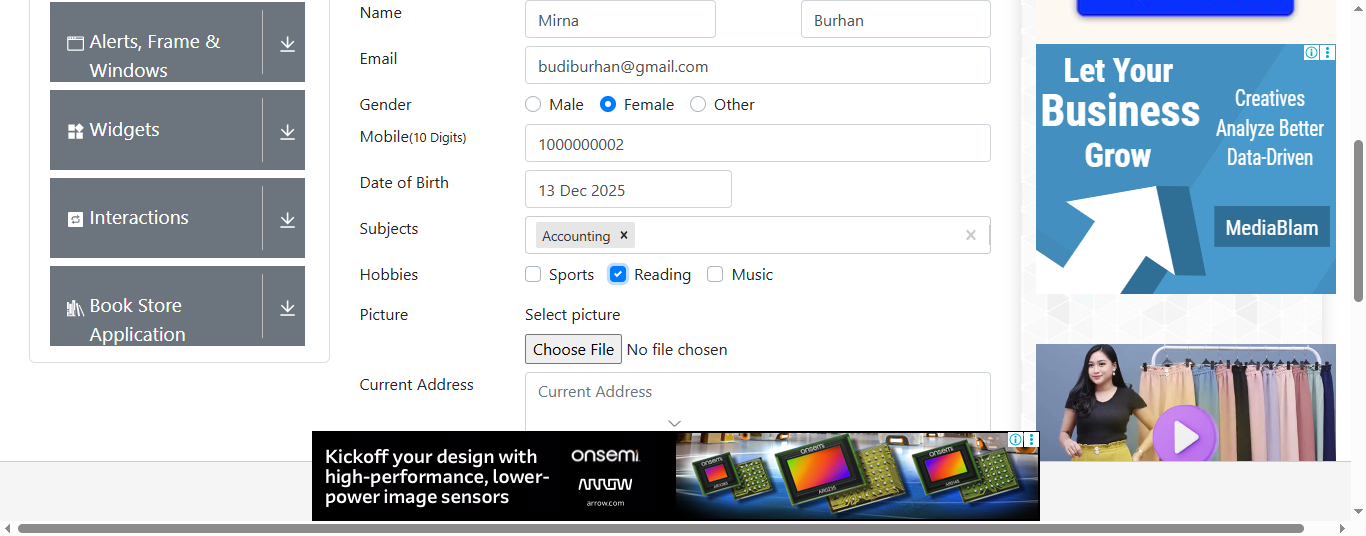 Alerts, Frame &
Windows
Widgets
Interactions
Book Store
Application
Name
Mirna
Burhan
Email
budiburhan@gmail.com
Gender
Male
Female
Other
Mobile(10 Digits)
1000000002
Date of Birth
13 Dec 2025
Subjects
Accounting
Hobbies
Sports
Reading
Music
Picture
Select picture
Choose File No file chosen
Current Address
Current Address
Let Your
Business
Grow
Creatives
Analyze Better
Data-Driven
MediaBlam
Kickoff your design with
high-performance, lower-
power image sensors
onsemi
ARROW
arrow.com
onsemi
onsemi
onsemi